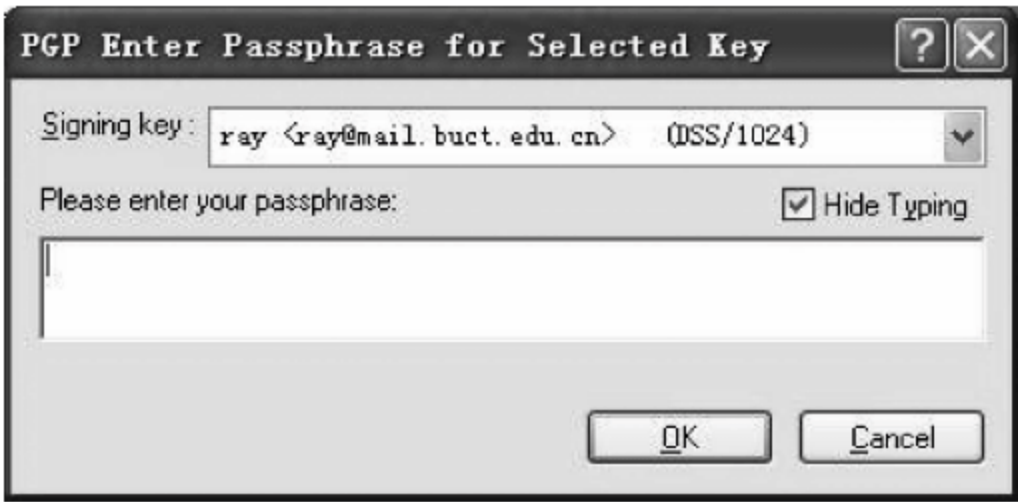 PGP Enter Passphrase for Selected Key
Signing key: ray <ray@mail.buct.edu.cn> (DSS/1024)
Please enter your passphrase: Hide Typing
OK Cancel